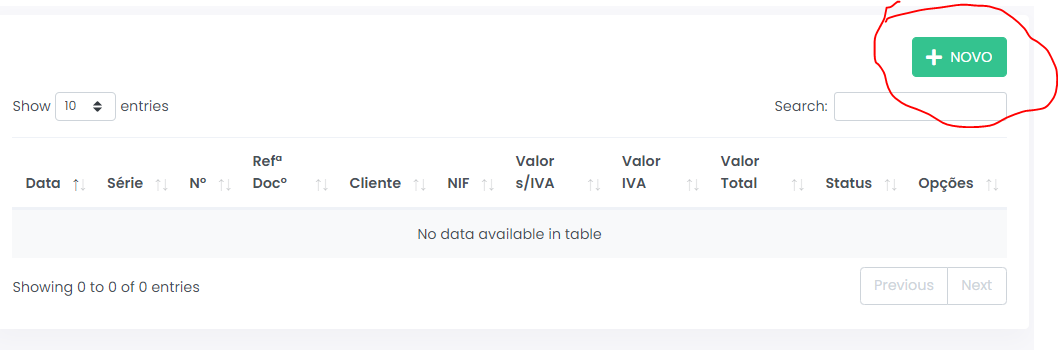 NOVO
Show 10 entries
Search:
Data Série Nº Refª Docº Cliente NIF Valor s/IVA Valor IVA Valor Total Status Opções
No data available in table
Showing 0 to 0 of 0 entries
Previous Next